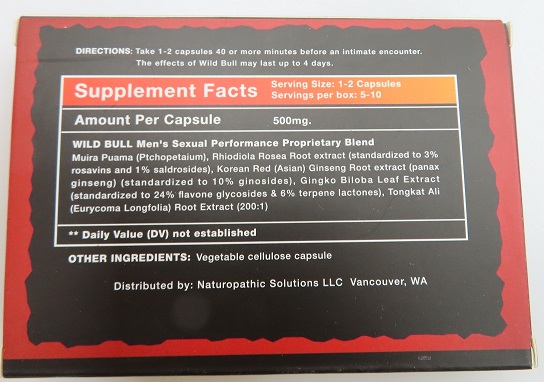 DIRECTIONS: Take 1-2 capsules 40 or more minutes before an intimate encounter.
The effects of Wild Bull may last up to 4 days.
Supplement Facts
Serving Size: 1-2 Capsules
Servings per box: 5-10
Amount Per Capsule 500mg.
WILD BULL Men's Sexual Performance Proprietary Blend
Muira Puama (Ptchopetaium), Rhiodiola Rosea Root extract (standardized to 3%
rosavins and 1% saldrosides), Korean Red (Asian) Ginseng Root extract (panax
ginseng) (standardized to 10% ginosides), Gingko Biloba Leaf Extract
(standardized to 24% flavone glycosides & 6% terpene lactones), Tongkat Ali
(Eurycoma Longfolia) Root Extract (200:1)
** Daily Value (DV) not established
OTHER INGREDIENTS: Vegetable cellulose capsule
Distributed by: Naturopathic Solutions LLC Vancouver, WA